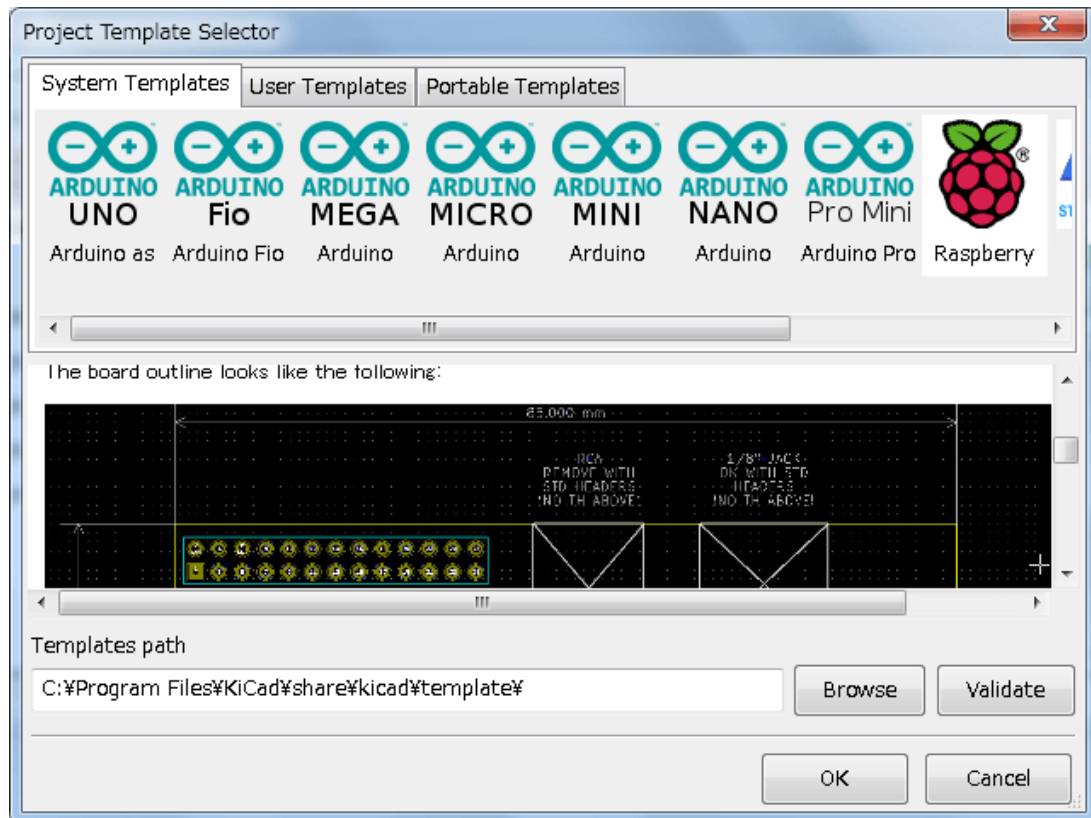 Project Template Selector
System Templates User Templates Portable Templates
ARDUINO ARDUINO ARDUINO ARDUINO ARDUINO ARDUINO ARDUINO
UNO Fio MEGA MICRO MINI NANO Pro Mini
Arduino as Arduino Fio Arduino Arduino Arduino Arduino Arduino Pro Raspberry
The board outline looks like the following:
85.000 mm
RCA 1/8" JACK
REMOVE WITH OK WITH STD
STD HEADERS HEADERS
!NO TH ABOVE! !NO TH ABOVE!
Templates path
C:¥Program Files¥KiCad¥share¥kicad¥template¥
Browse Validate
OK Cancel